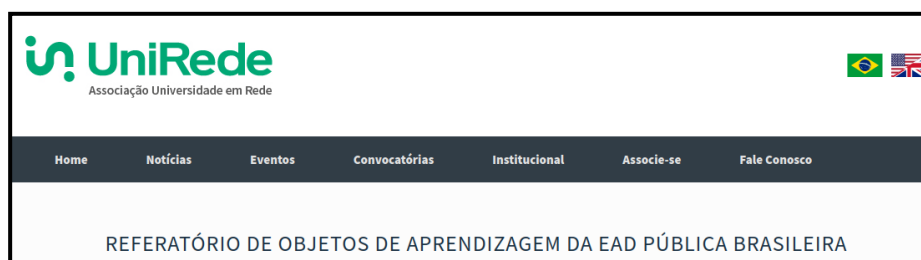 UniRede
Associação Universidade em Rede
Home Notícias Eventos Convocatórias Institucional Associe-se Fale Conosco
REFERATÓRIO DE OBJETOS DE APRENDIZAGEM DA EAD PÚBLICA BRASILEIRA